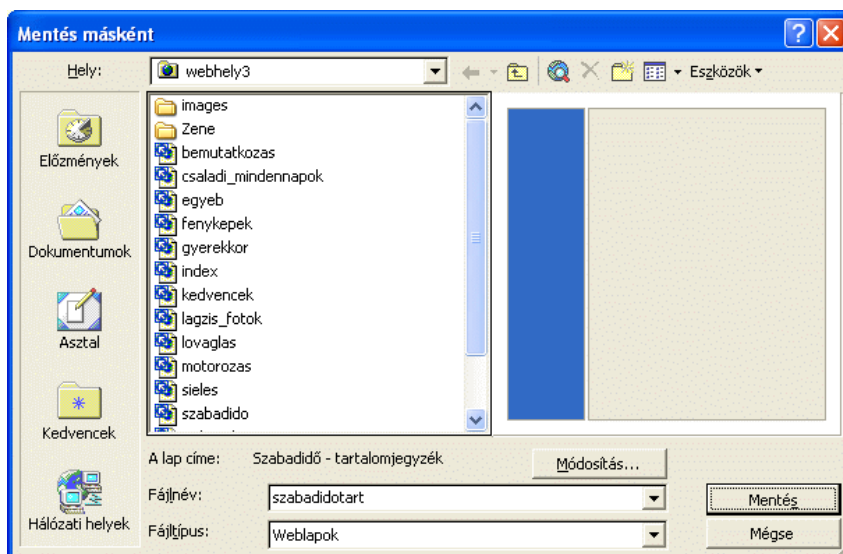 Mentés másként
Hely:
webhely3
Eszközök
Előzmények
Dokumentumok
Asztal
Kedvencek
Hálózati helyek
images
Zene
bemutatkozas
csaladi_mindennapok
egyeb
fenykepek
gyerekkor
index
kedvencek
lagzis_fotok
lovaglas
motorozas
sieles
szabadido
A lap címe: Szabadidő - tartalomjegyzék
Módosítás...
Fájlnév: szabadidotart
Mentés
Fájltípus: Weblapok
Mégse